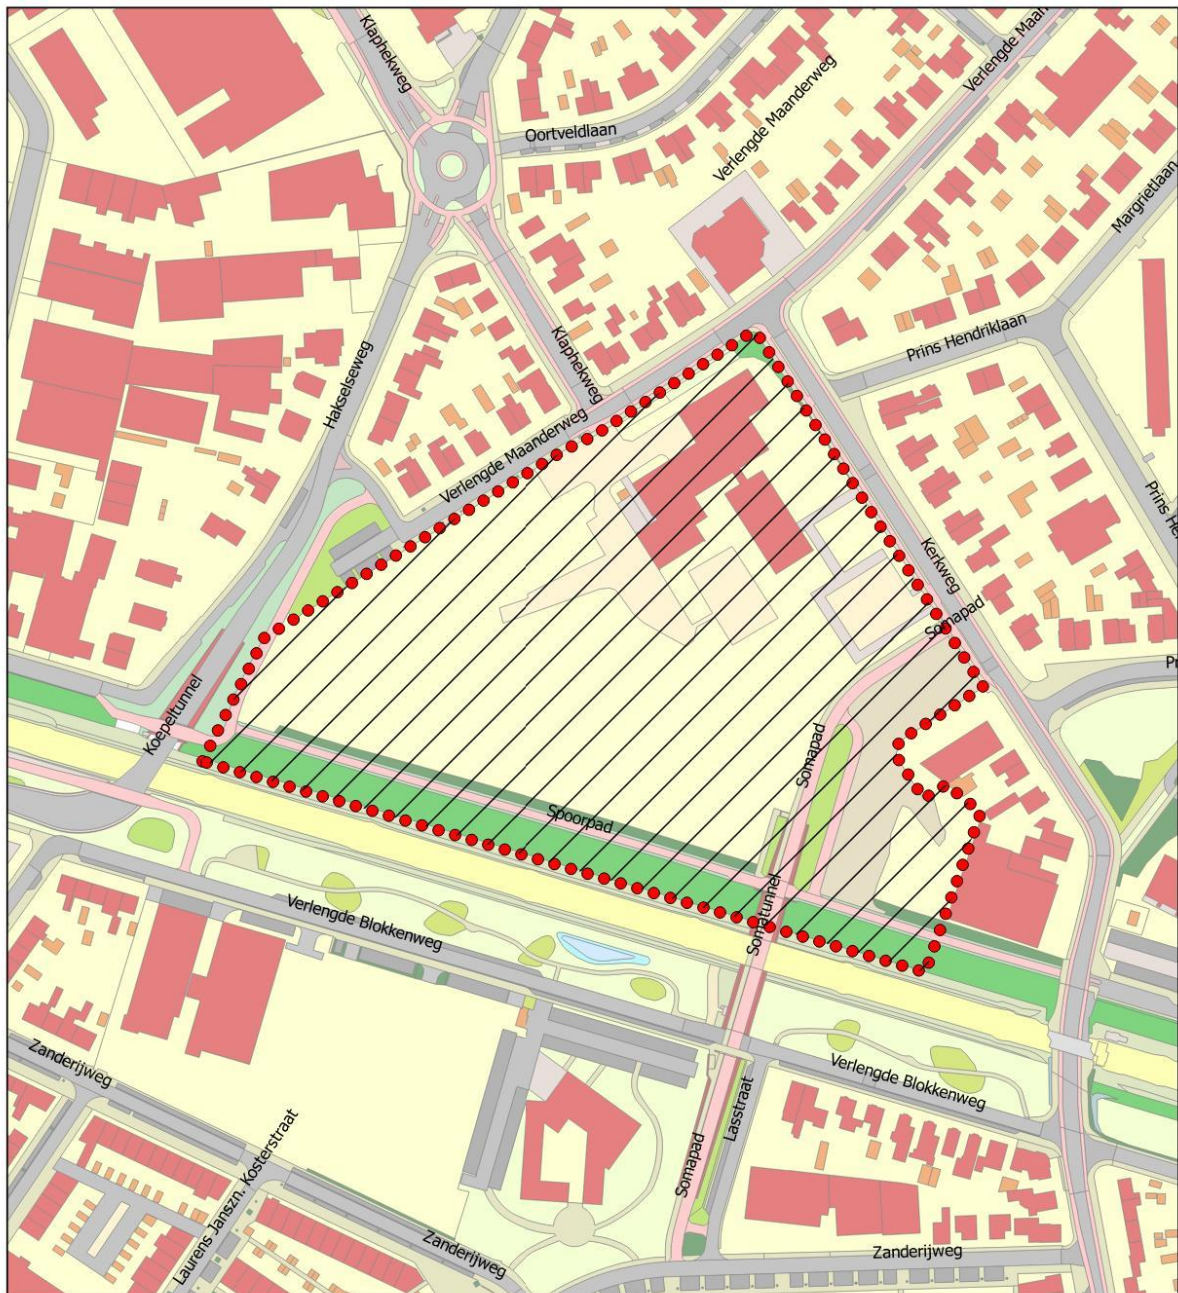 Klaphekweg
Verlengde Maan
Oortveldlaan
Verlengde Maanderweg
Margrietlaan
Prins Hendriklaan
Klaphekweg
Hakselseweg
Verlengde Maanderweg
Prins He
Kerkweg
Somapad
Pr
Koepeltunnel
Somapad
Spoorpad
Somatunnel
Verlengde Blokkenweg
Verlengde Blokkenweg
Zanderijweg
Lasstraat
Somapad
Laurens Janszn. Kosterstraat
Zanderijweg
Zanderijweg